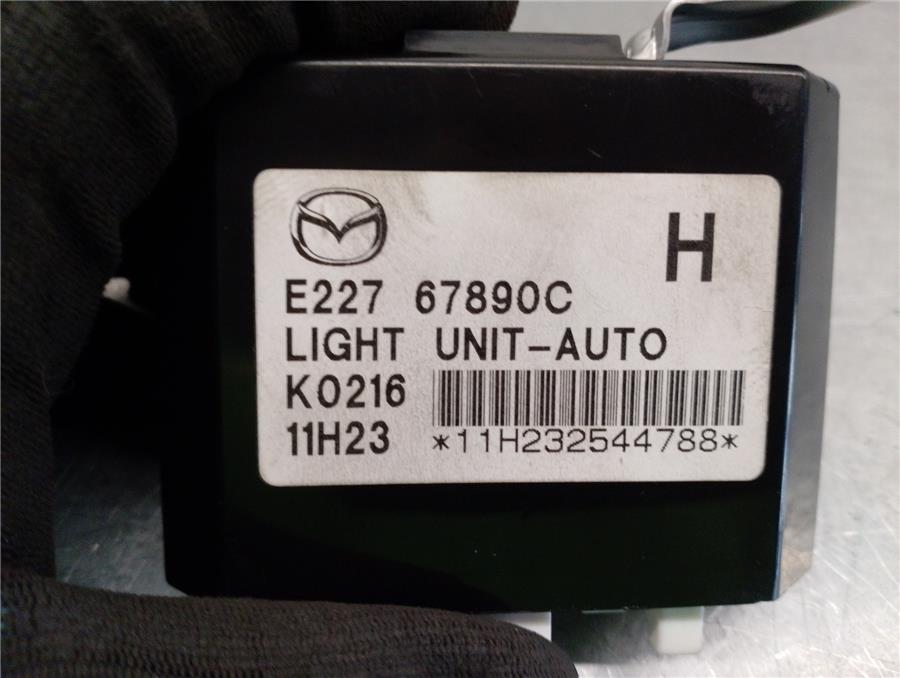 H
E227 67890C
LIGHT UNIT-AUTO
K0216
11H23 *11H232544788*